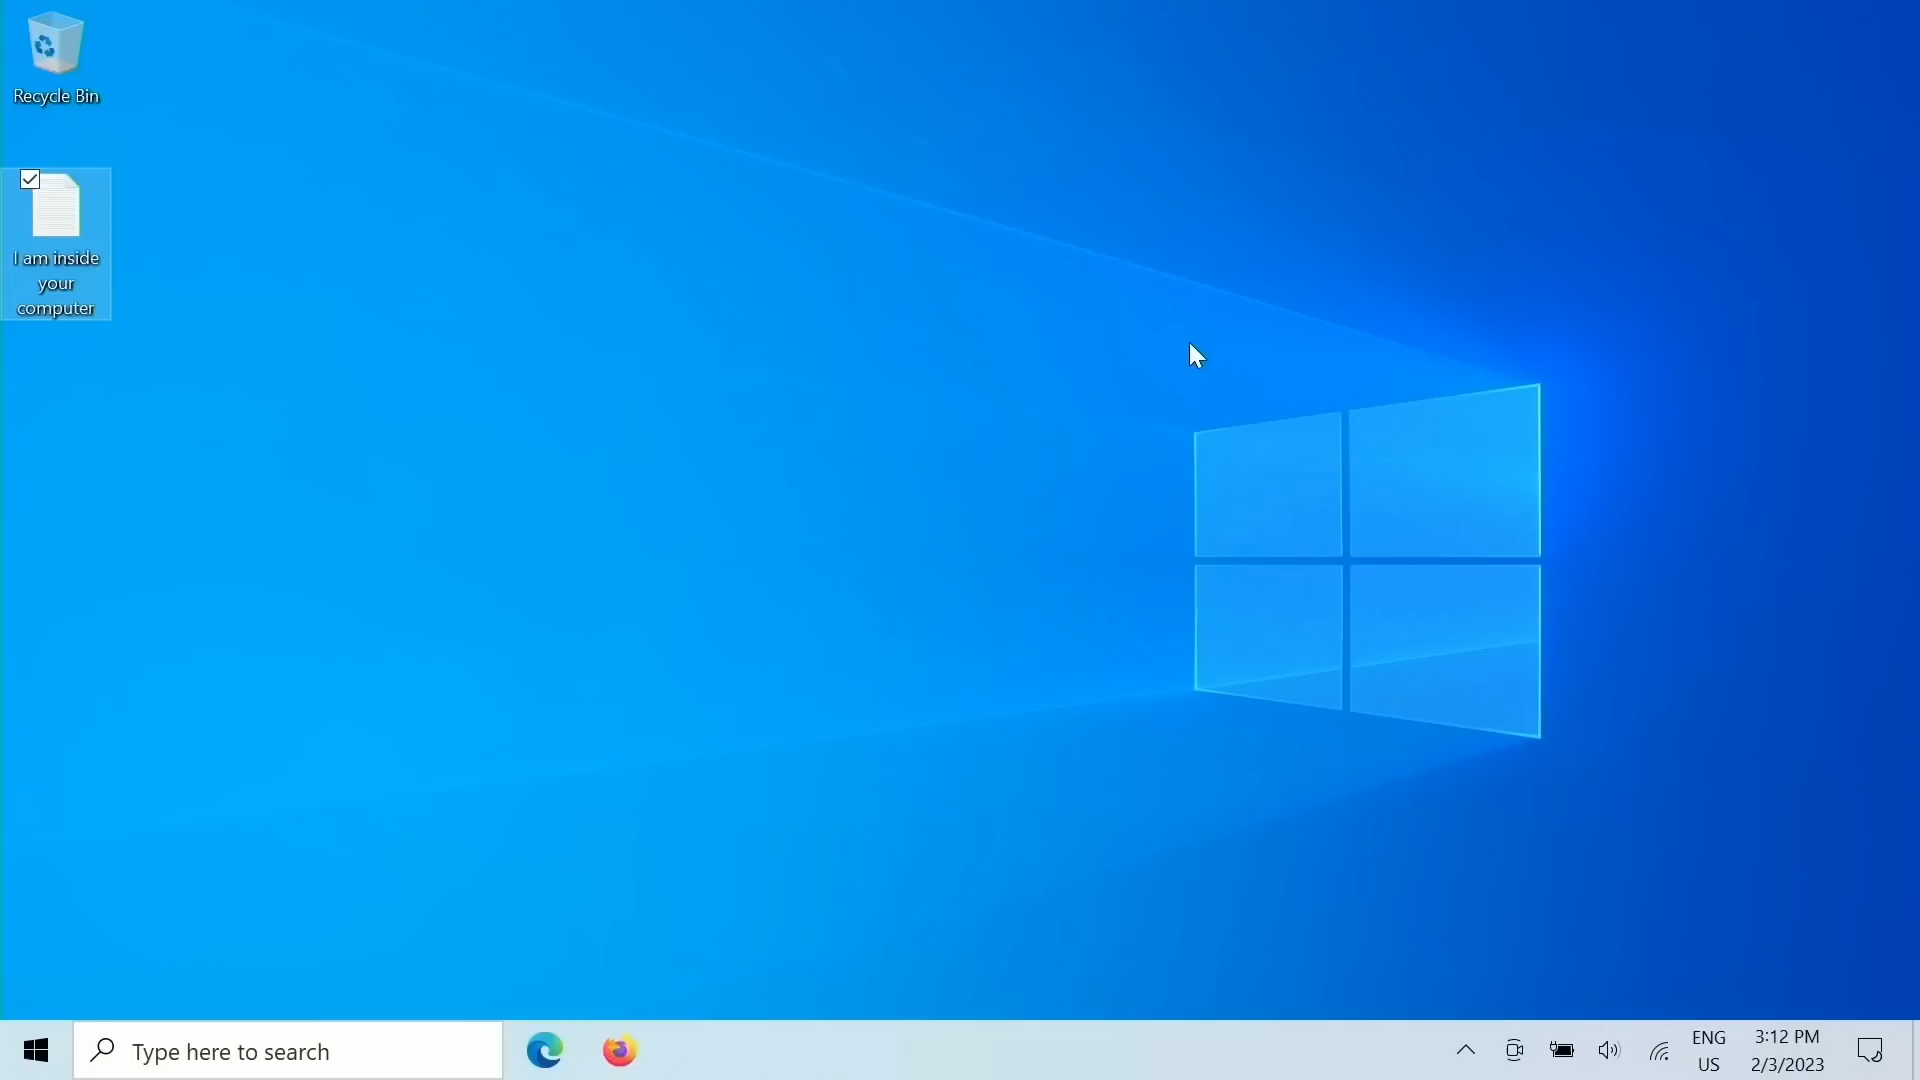 Recycle Bin
I am inside
your
computer
Type here to search
ENG
US
3:12 PM
2/3/2023